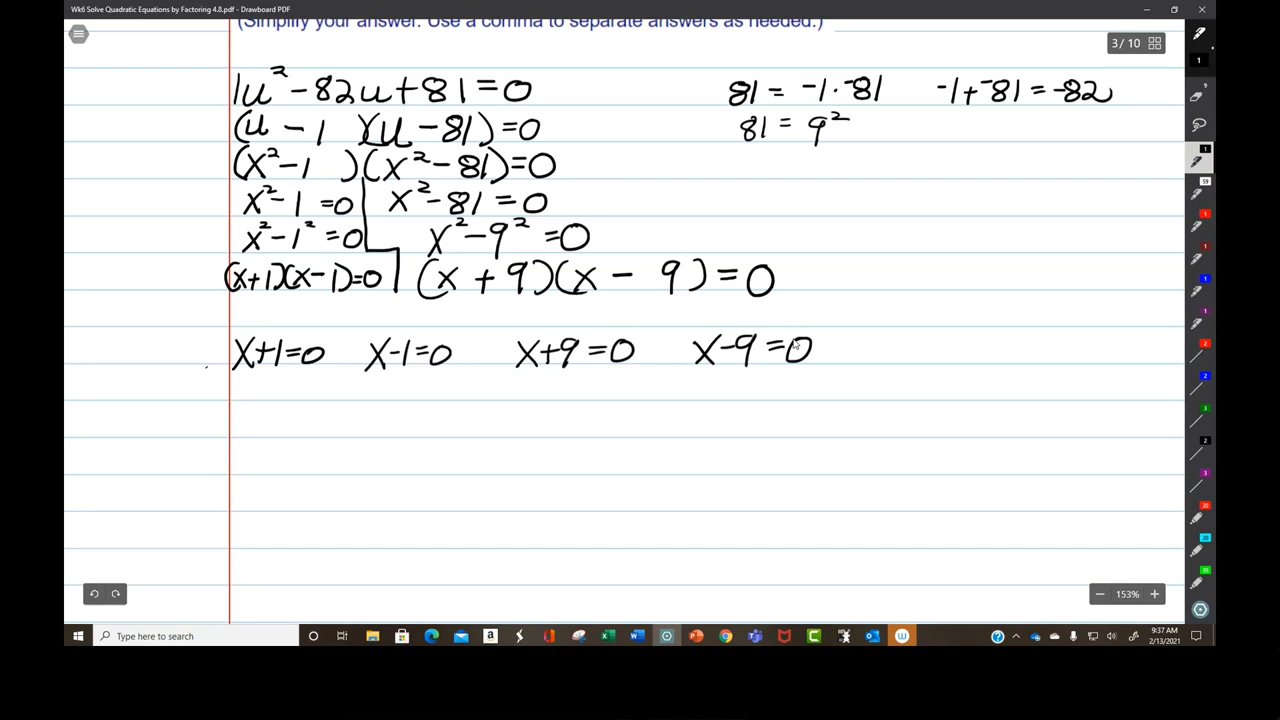 Wk6 Solve Quadratic Equations by Factoring 4.8.pdf - Drawboard PDF
(Simplify your answer. Use a comma to separate answers as needed.)
3 / 10
1u² - 82u + 81 = 0
81 = -1 · -81
-1 + -81 = -82
(u - 1 )(u - 81) = 0
81 = 9²
(x² - 1 )(x² - 81) = 0
x² - 1 = 0
x² - 81 = 0
x² - 1² = 0
x² - 9² = 0
(x+1)(x-1)=0
(x + 9)(x - 9) = 0
x+1=0 x-1=0 x+9=0 x-9=0
153%
Type here to search
9:37 AM
2/13/2021